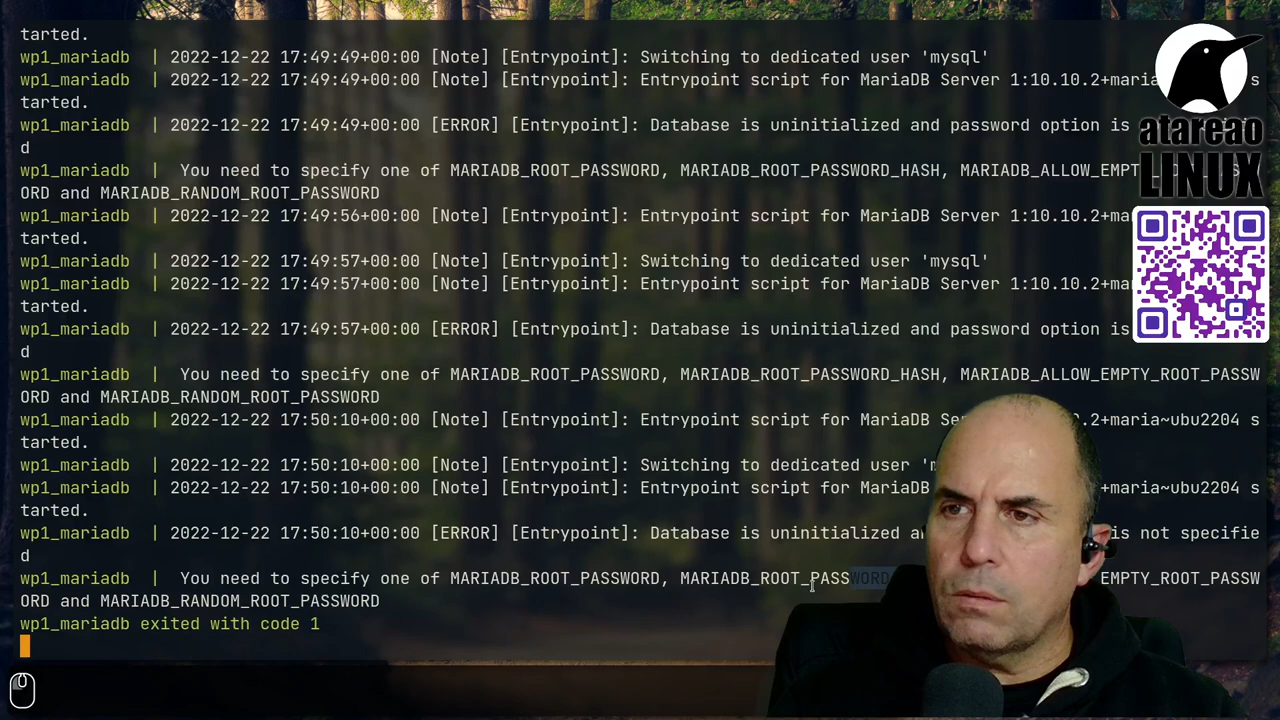 tarted.
wp1_mariadb | 2022-12-22 17:49:49+00:00 [Note] [Entrypoint]: Switching to dedicated user 'mysql'
wp1_mariadb | 2022-12-22 17:49:49+00:00 [Note] [Entrypoint]: Entrypoint script for MariaDB Server 1:10.10.2+maria s
tarted.
wp1_mariadb | 2022-12-22 17:49:49+00:00 [ERROR] [Entrypoint]: Database is uninitialized and password option is
d
wp1_mariadb | You need to specify one of MARIADB_ROOT_PASSWORD, MARIADB_ROOT_PASSWORD_HASH, MARIADB_ALLOW_EMPT
ORD and MARIADB_RANDOM_ROOT_PASSWORD
wp1_mariadb | 2022-12-22 17:49:56+00:00 [Note] [Entrypoint]: Entrypoint script for MariaDB Server 1:10.10.2+mar
tarted.
wp1_mariadb | 2022-12-22 17:49:57+00:00 [Note] [Entrypoint]: Switching to dedicated user 'mysql'
wp1_mariadb | 2022-12-22 17:49:57+00:00 [Note] [Entrypoint]: Entrypoint script for MariaDB Server 1:10.10.2+mar
tarted.
wp1_mariadb | 2022-12-22 17:49:57+00:00 [ERROR] [Entrypoint]: Database is uninitialized and password option is
d
wp1_mariadb | You need to specify one of MARIADB_ROOT_PASSWORD, MARIADB_ROOT_PASSWORD_HASH, MARIADB_ALLOW_EMPTY_ROOT_PASSW
ORD and MARIADB_RANDOM_ROOT_PASSWORD
wp1_mariadb | 2022-12-22 17:50:10+00:00 [Note] [Entrypoint]: Entrypoint script for MariaDB Se .2+maria~ubu2204 s
tarted.
wp1_mariadb | 2022-12-22 17:50:10+00:00 [Note] [Entrypoint]: Switching to dedicated user
wp1_mariadb | 2022-12-22 17:50:10+00:00 [Note] [Entrypoint]: Entrypoint script for MariaDB +maria~ubu2204 s
tarted.
wp1_mariadb | 2022-12-22 17:50:10+00:00 [ERROR] [Entrypoint]: Database is uninitialized is not specifie
d
wp1_mariadb | You need to specify one of MARIADB_ROOT_PASSWORD, MARIADB_ROOT_PASSWORD EMPTY_ROOT_PASSW
ORD and MARIADB_RANDOM_ROOT_PASSWORD
wp1_mariadb exited with code 1
atareao
LINUX